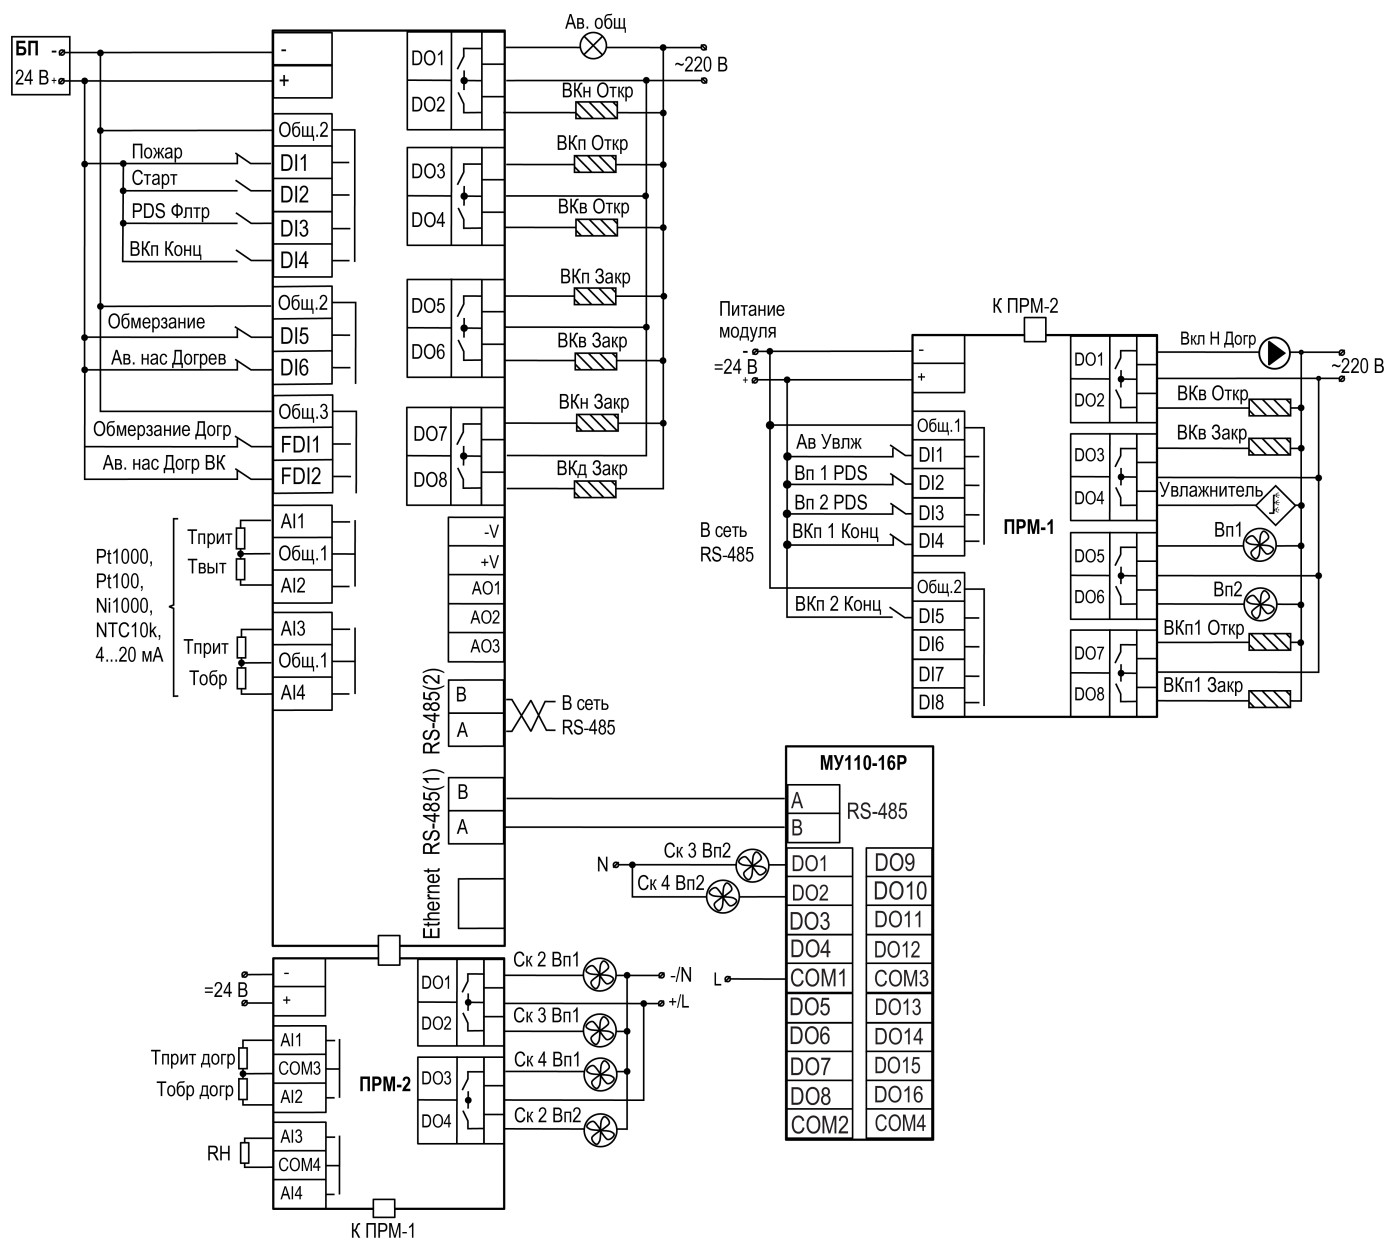 БП
-
24 В
+
-
+
Общ.2
Пожар
DI1
Старт
DI2
PDS Флтр
DI3
ВКп Конц
DI4
Общ.2
Обмерзание
DI5
Ав. нас Догрев
DI6
Общ.3
Обмерзание Догр
FDI1
Ав. нас Догр ВК
FDI2
Pt1000,
Pt100,
Ni1000,
NTC10k,
4...20 мА
Тприт
Твыт
AI1
Общ.1
AI2
Тприт
Тобр
AI3
Общ.1
AI4
DO1
DO2
DO3
DO4
DO5
DO6
DO7
DO8
Ав. общ
~220 В
ВКн Откр
ВКп Откр
ВКв Откр
ВКп Закр
ВКв Закр
ВКн Закр
ВКд Закр
-V
+V
AO1
AO2
AO3
RS-485(2)
B
A
В сеть
RS-485
RS-485(1)
B
A
Ethernet
=24 В
-
+
Тприт догр
Тобр догр
AI1
COM3
AI2
RH
AI3
COM4
AI4
ПРМ-2
DO1
DO2
DO3
DO4
Ск 2 Вп1
-/N
+/L
Ск 3 Вп1
Ск 4 Вп1
Ск 2 Вп2
К ПРМ-1
К ПРМ-2
Питание
модуля
-
=24 В
+
-
+
Общ.1
Ав Увлж
DI1
Вп 1 PDS
DI2
Вп 2 PDS
DI3
ВКп 1 Конц
DI4
В сеть
RS-485
Общ.2
ВКп 2 Конц
DI5
DI6
DI7
DI8
ПРМ-1
DO1
DO2
DO3
DO4
DO5
DO6
DO7
DO8
Вкл Н Догр
~220 В
ВКв Откр
ВКв Закр
Увлажнитель
Вп1
Вп2
ВКп1 Откр
ВКп1 Закр
МУ110-16Р
A
B
RS-485
N
Ск 3 Вп2
Ск 4 Вп2
L
DO1
DO2
DO3
DO4
COM1
DO5
DO6
DO7
DO8
COM2
DO9
DO10
DO11
DO12
COM3
DO13
DO14
DO15
DO16
COM4